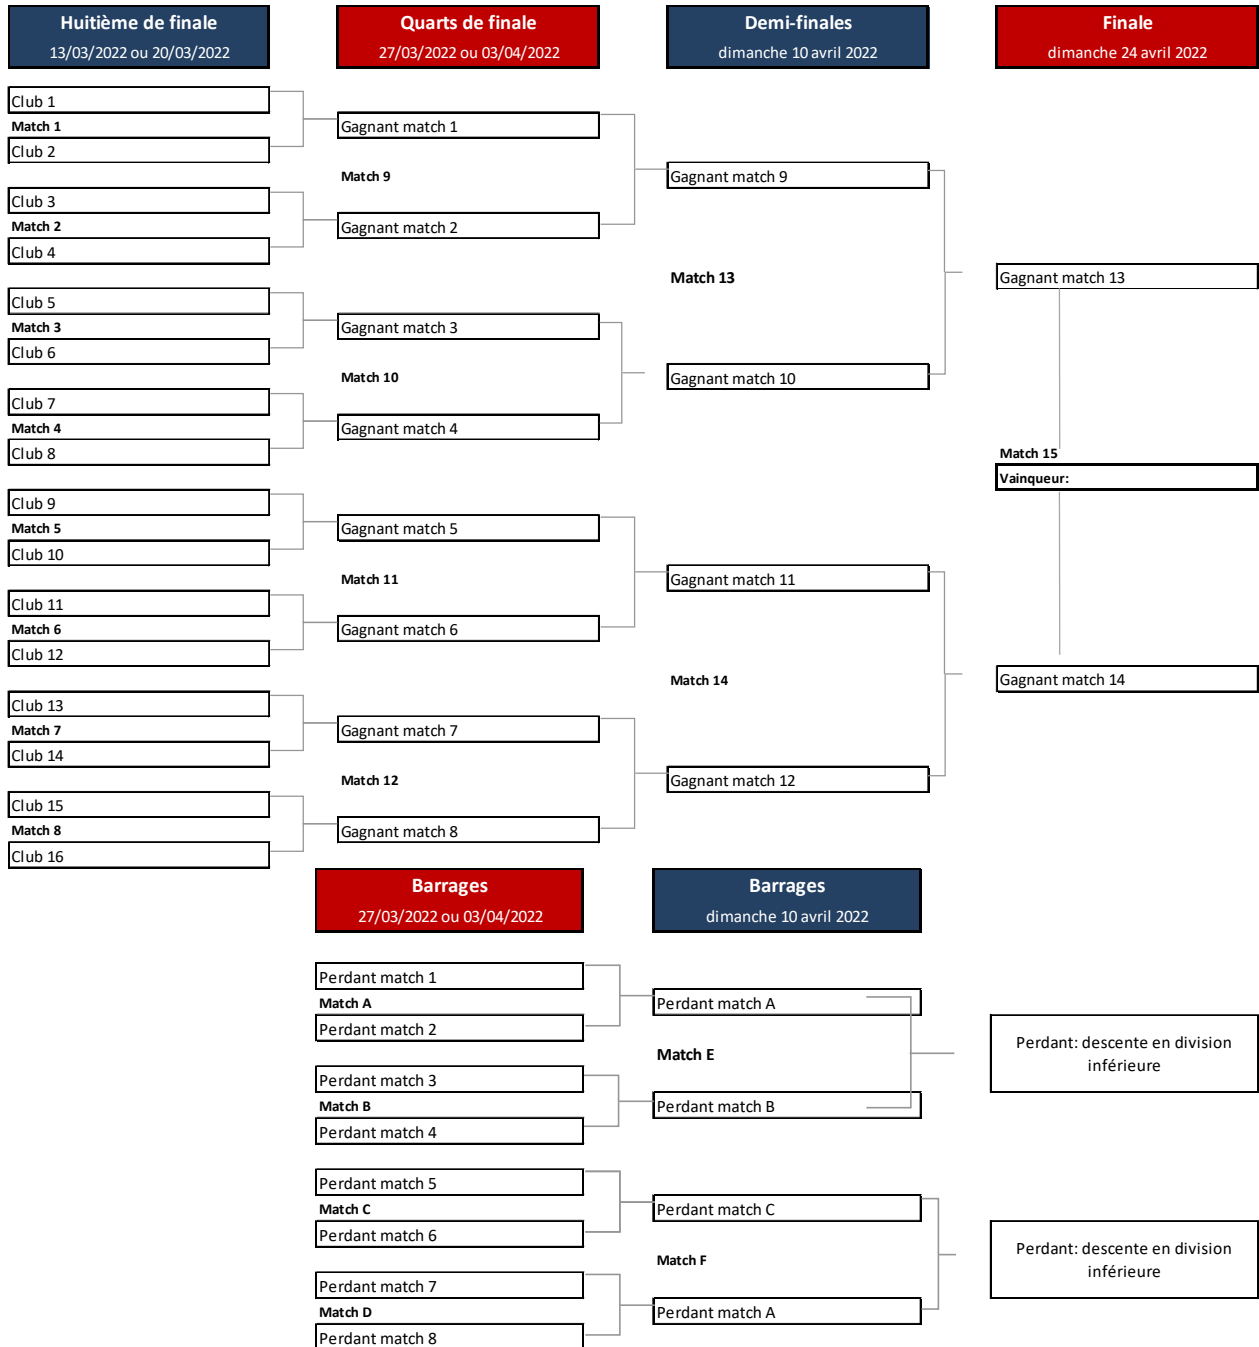 Huitième de finale
13/03/2022 ou 20/03/2022
Quarts de finale
27/03/2022 ou 03/04/2022
Demi-finales
dimanche 10 avril 2022
Finale
dimanche 24 avril 2022
Club 1
Match 1
Club 2
Club 3
Match 2
Club 4
Club 5
Match 3
Club 6
Club 7
Match 4
Club 8
Club 9
Match 5
Club 10
Club 11
Match 6
Club 12
Club 13
Match 7
Club 14
Club 15
Match 8
Club 16
Gagnant match 1
Match 9
Gagnant match 2
Gagnant match 3
Match 10
Gagnant match 4
Gagnant match 5
Match 11
Gagnant match 6
Gagnant match 7
Match 12
Gagnant match 8
Gagnant match 9
Match 13
Gagnant match 10
Gagnant match 11
Match 14
Gagnant match 12
Gagnant match 13
Match 15
Vainqueur:
Gagnant match 14
Barrages
27/03/2022 ou 03/04/2022
Barrages
dimanche 10 avril 2022
Perdant match 1
Match A
Perdant match 2
Perdant match 3
Match B
Perdant match 4
Perdant match 5
Match C
Perdant match 6
Perdant match 7
Match D
Perdant match 8
Perdant match A
Match E
Perdant match B
Perdant match C
Match F
Perdant match A
Perdant: descente en division
inférieure
Perdant: descente en division
inférieure